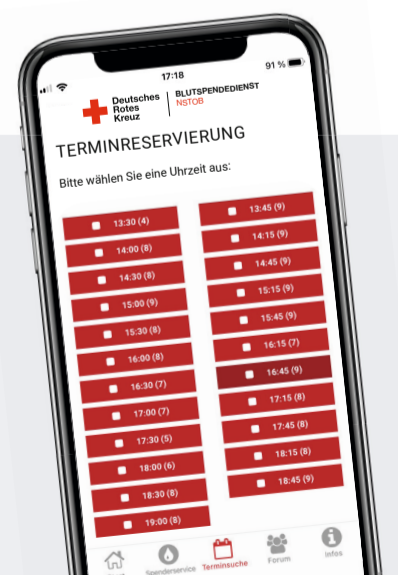 17:18
91 %
Deutsches
Rotes
Kreuz
BLUTSPENDEDIENST
NSTOB
TERMINRESERVIERUNG
Bitte wählen Sie eine Uhrzeit aus:
13:30 (4)
13:45 (9)
14:00 (8)
14:15 (9)
14:30 (8)
14:45 (9)
15:00 (9)
15:15 (9)
15:30 (8)
15:45 (9)
16:00 (8)
16:15 (7)
16:30 (7)
16:45 (9)
17:00 (7)
17:15 (8)
17:30 (5)
17:45 (8)
18:00 (6)
18:15 (8)
18:30 (8)
18:45 (9)
19:00 (8)
Spenderservice
Terminsuche
Forum
Infos